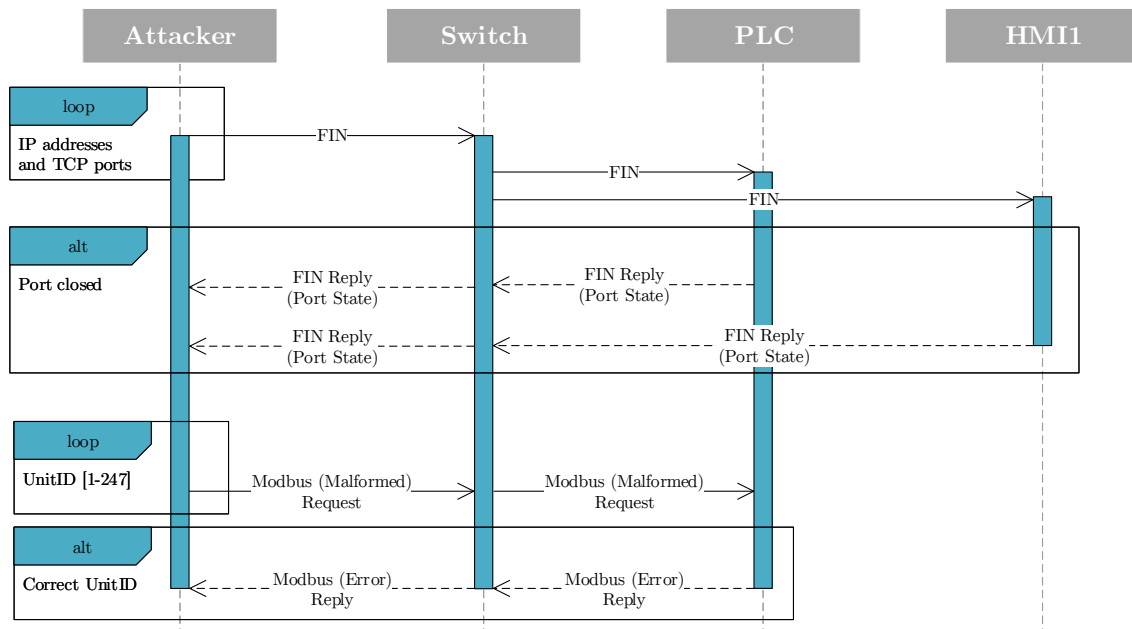 Attacker
Switch
PLC
HMI1
loop
IP addresses
and TCP ports
FIN
FIN
FIN
alt
Port closed
FIN Reply
(Port State)
FIN Reply
(Port State)
FIN Reply
(Port State)
FIN Reply
(Port State)
loop
UnitID [1-247]
Modbus (Malformed)
Request
Modbus (Malformed)
Request
alt
Correct UnitID
Modbus (Error)
Reply
Modbus (Error)
Reply